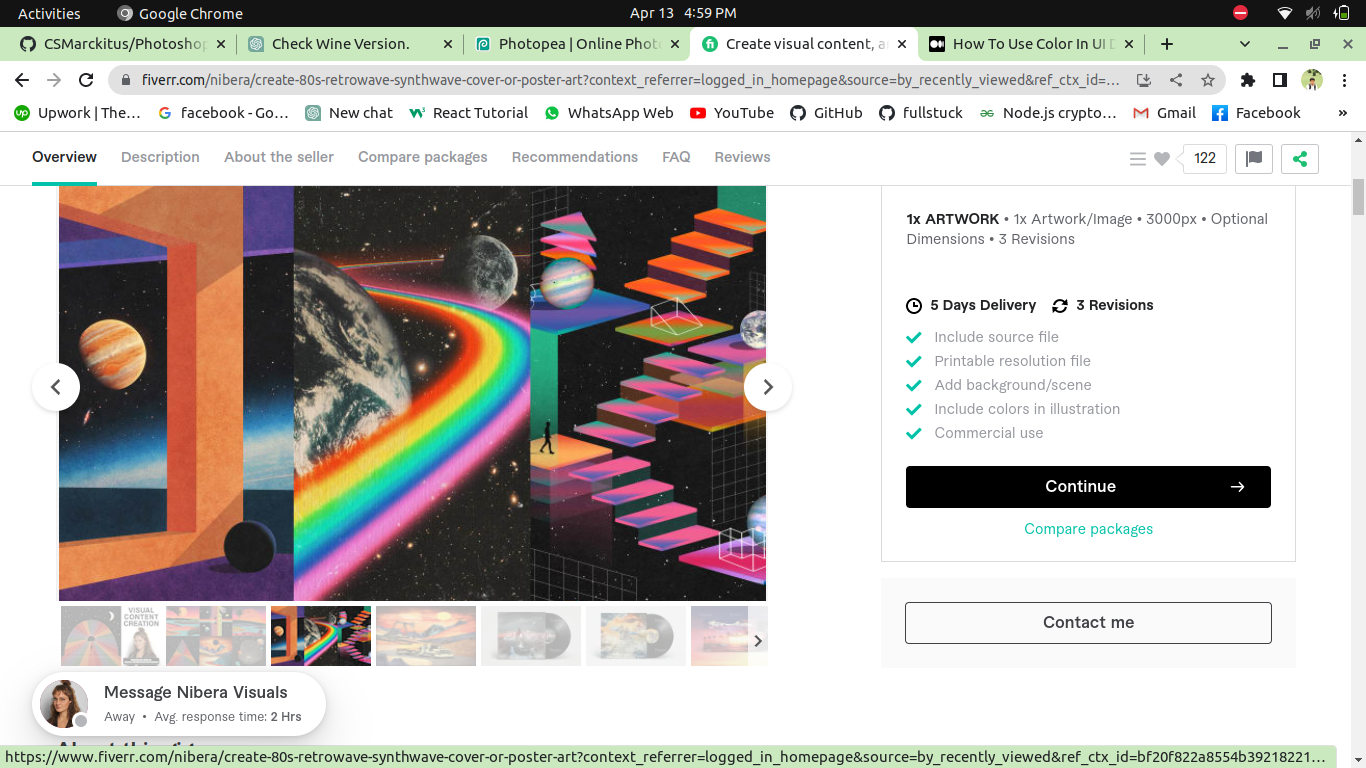 Activities
Google Chrome
Apr 13 4:59 PM
CSMarckitus/Photoshop
Check Wine Version.
Photopea | Online Phot
Create visual content, a
How To Use Color In UI D
fiverr.com/nibera/create-80s-retrowave-synthwave-cover-or-poster-art?context_referrer=logged_in_homepage&source=by_recently_viewed&ref_ctx_id=...
Upwork | The...
facebook - Go...
New chat
React Tutorial
WhatsApp Web
YouTube
GitHub
fullstuck
Node.js crypto...
Gmail
Facebook
»
Overview
Description
About the seller
Compare packages
Recommendations
FAQ
Reviews
122
1x ARTWORK • 1x Artwork/Image • 3000px • Optional
Dimensions • 3 Revisions
5 Days Delivery
3 Revisions
Include source file
Printable resolution file
Add background/scene
Include colors in illustration
Commercial use
Continue
Compare packages
Contact me
VISUAL
CONTENT
CREATION
Message Nibera Visuals
Away • Avg. response time: 2 Hrs
https://www.fiverr.com/nibera/create-80s-retrowave-synthwave-cover-or-poster-art?context_referrer=logged_in_homepage&source=by_recently_viewed&ref_ctx_id=bf20f822a8554b39218221...